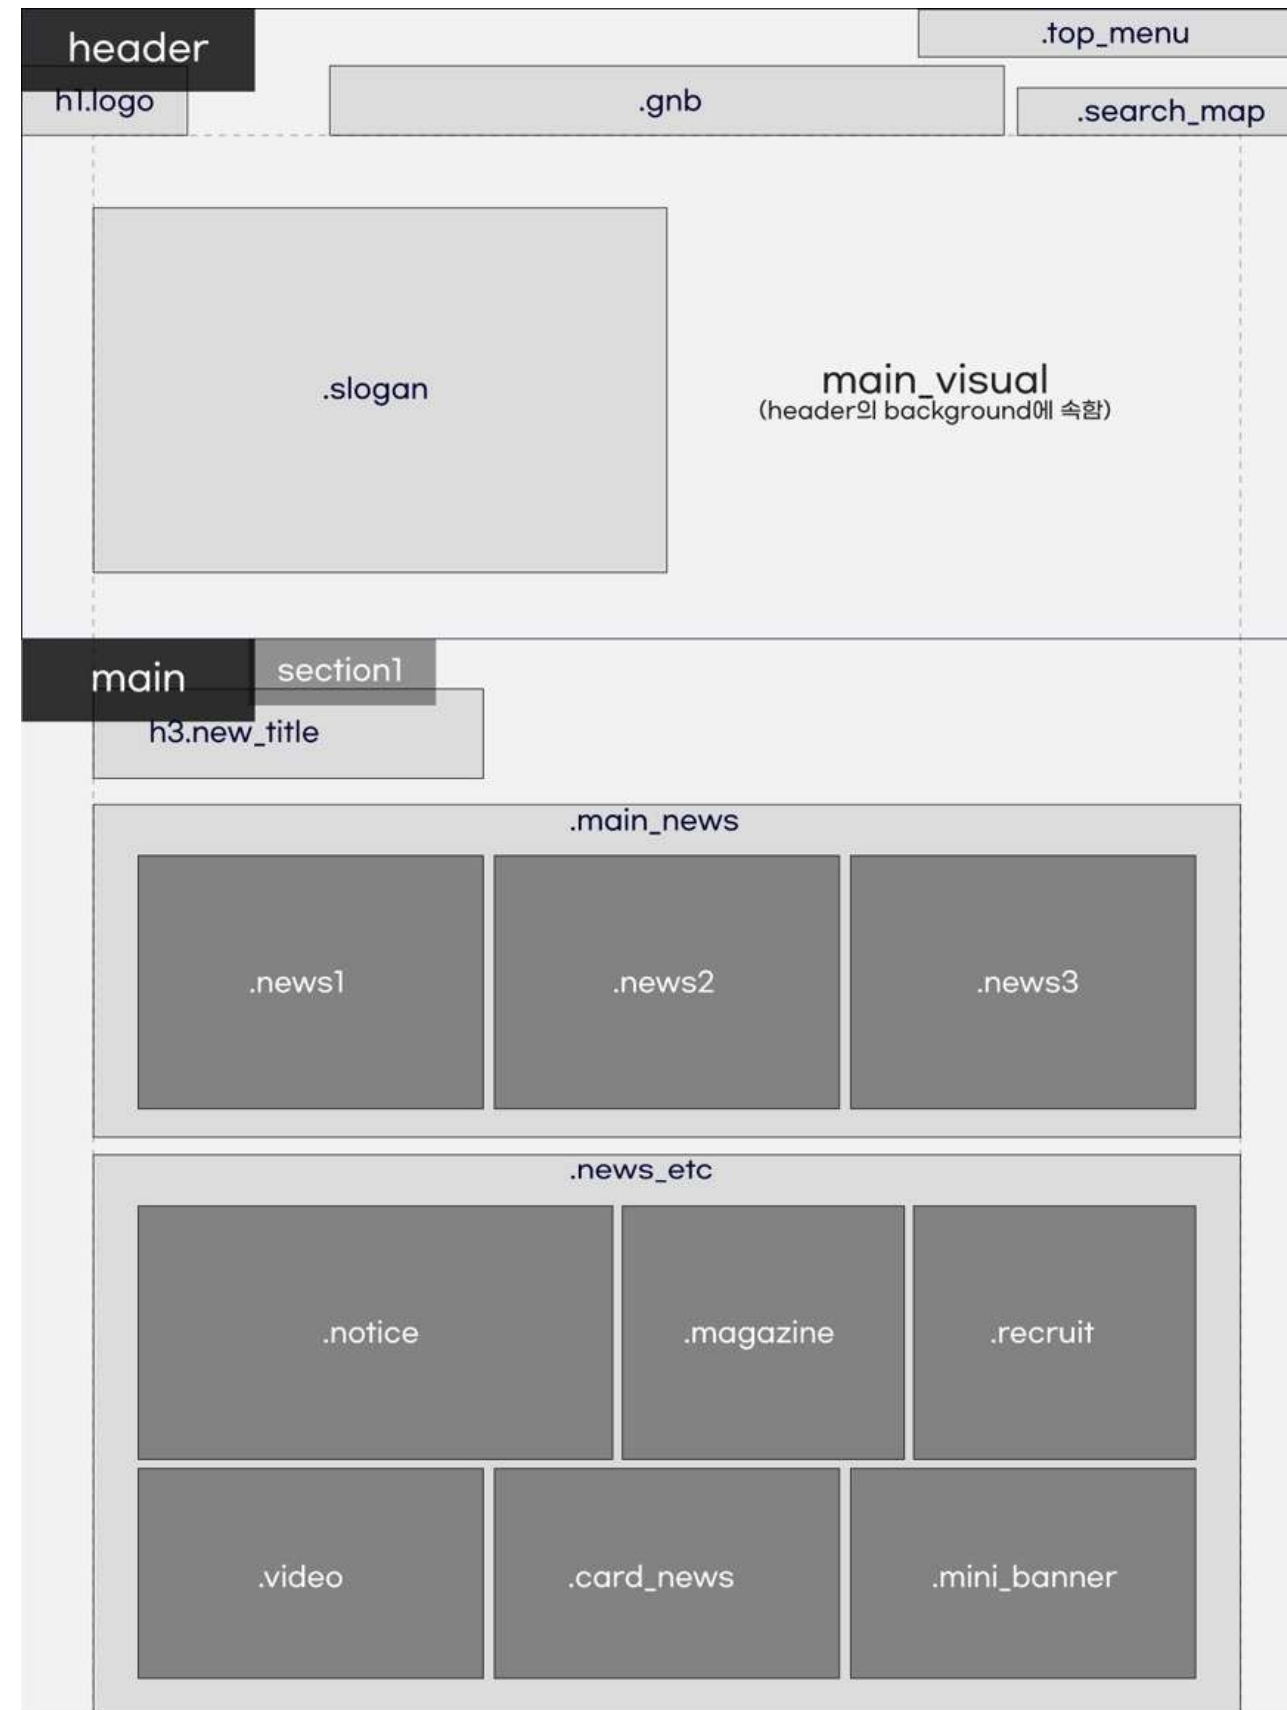 header
.top_menu
h1.logo
.gnb
.search_map
.slogan
main_visual
(header의 background에 속함)
main
section1
h3.new_title
.main_news
.news1
.news2
.news3
.news_etc
.notice
.magazine
.recruit
.video
.card_news
.mini_banner